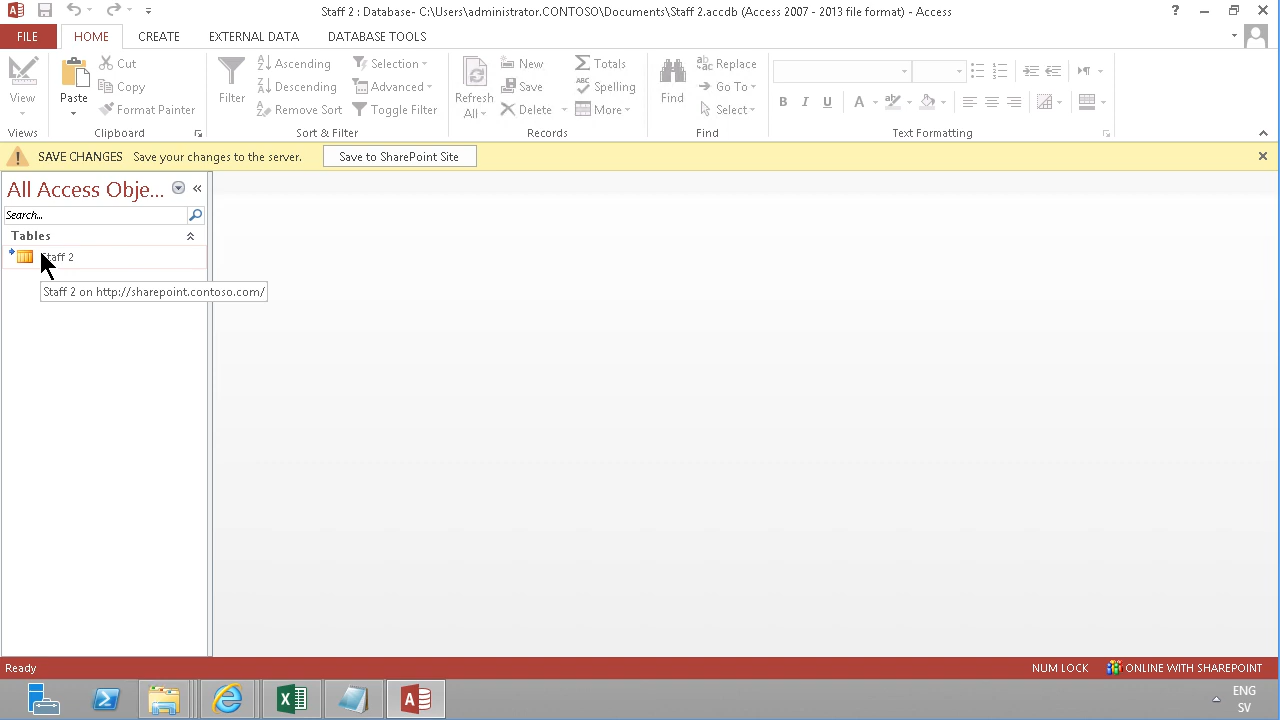 Staff 2 : Database- C:\Users\administrator.CONTOSO\Documents\Staff 2.accdb (Access 2007 - 2013 file format) - Access
FILE HOME CREATE EXTERNAL DATA DATABASE TOOLS
View
Views
Paste
Cut
Copy
Format Painter
Clipboard
Filter
Ascending
Descending
Remove Sort
Selection
Advanced
Toggle Filter
Sort & Filter
Refresh
All
New
Save
Delete
Totals
Spelling
More
Records
Find
Replace
Go To
Select
Find
B I U A
Text Formatting
SAVE CHANGES Save your changes to the server. Save to SharePoint Site
All Access Obje...
Search...
Tables
Staff 2
Staff 2 on http://sharepoint.contoso.com/
Ready NUM LOCK ONLINE WITH SHAREPOINT
ENG
SV